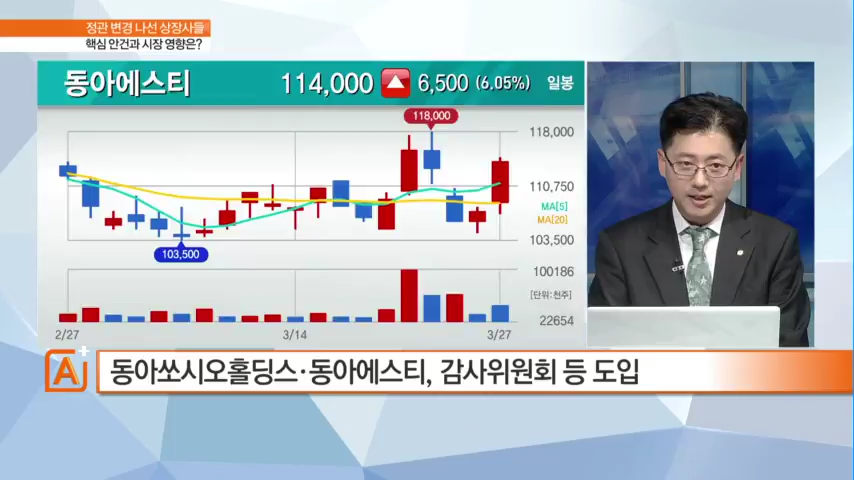 정관 변경 나선 상장사들
핵심 안건과 시장 영향은?
동아에스티 114,000 6,500 (6.05%) 일봉
118,000
118,000
110,750
MA[5]
MA[20]
103,500
103,500
100186
[단위:천주]
22654
2/27 3/14 3/27
A+
동아쏘시오홀딩스·동아에스티, 감사위원회 등 도입